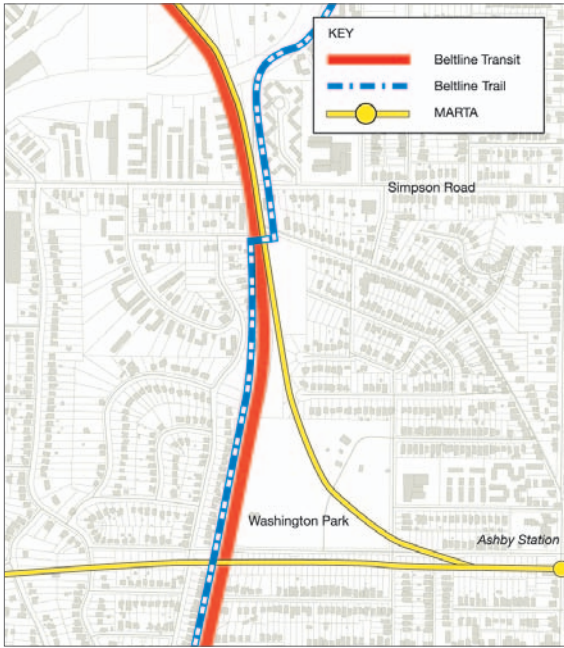 KEY
Beltline Transit
Beltline Trail
MARTA
Simpson Road
Washington Park
Ashby Station